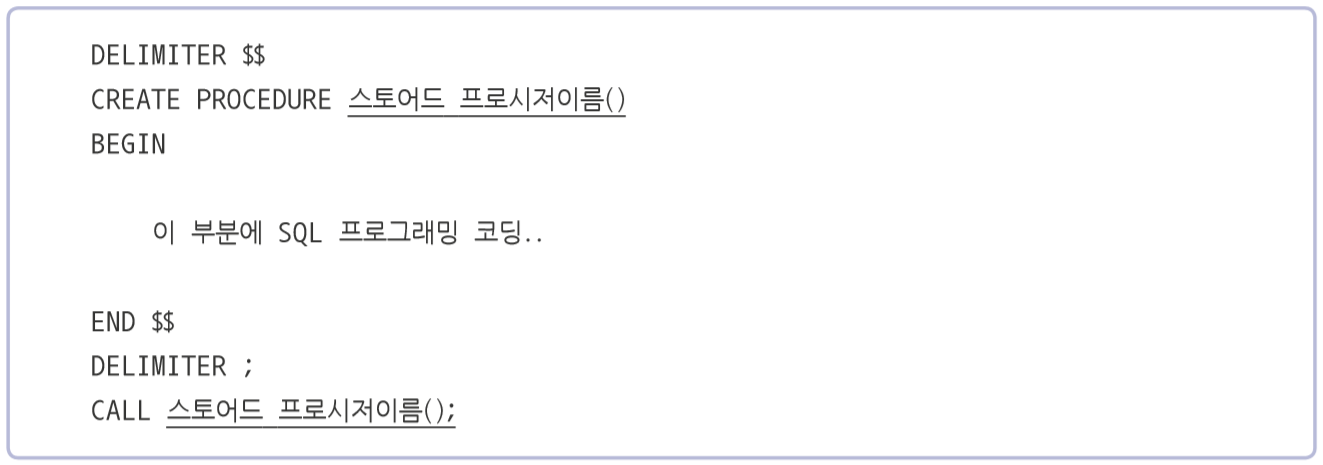 DELIMITER $$
CREATE PROCEDURE 스토어드 프로시저이름()
BEGIN
이 부분에 SQL 프로그래밍 코딩..
END $$
DELIMITER ;
CALL 스토어드 프로시저이름();